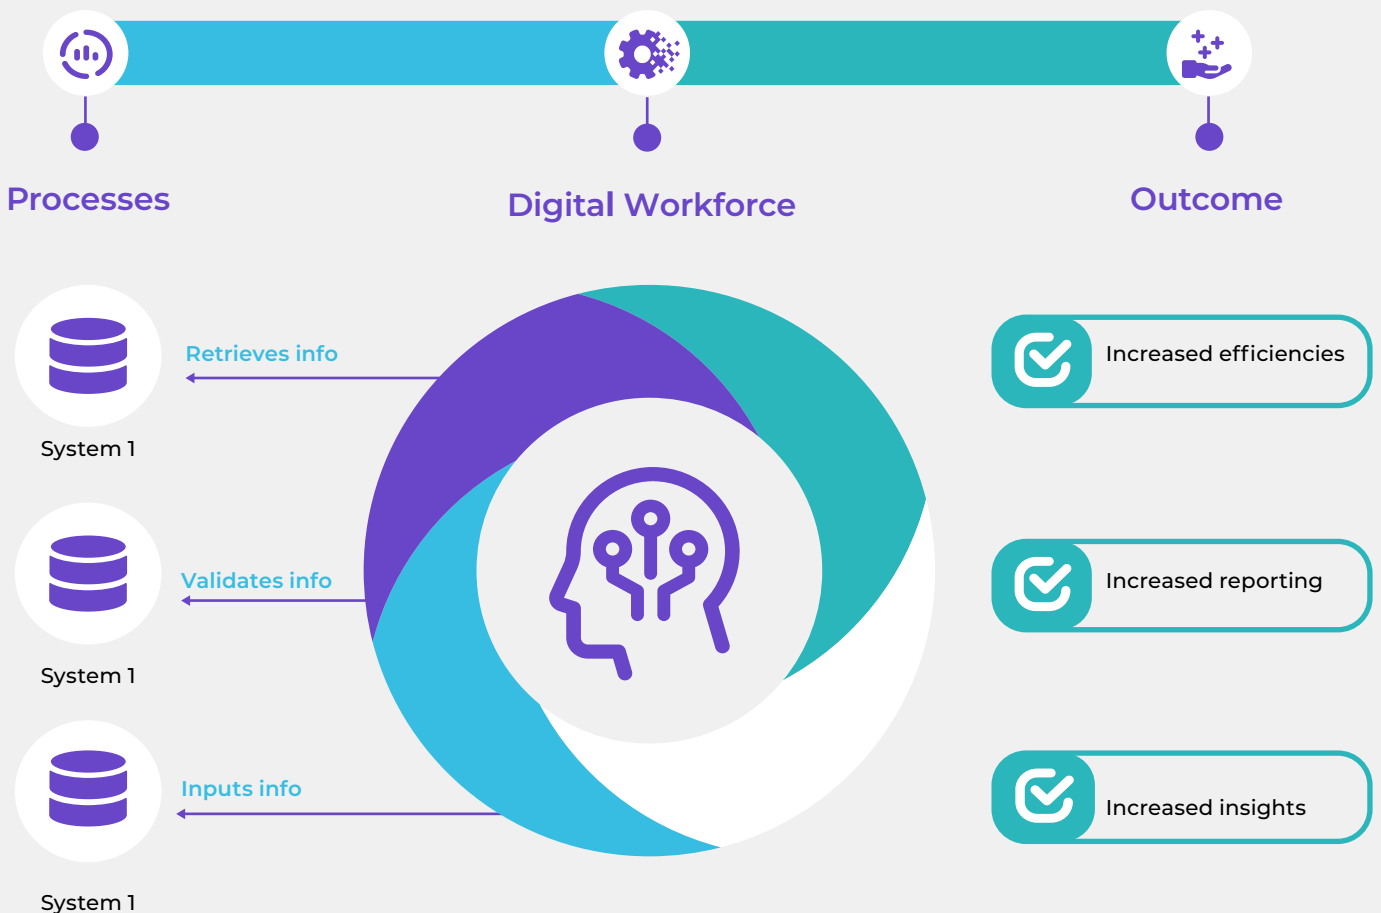 Processes
Digital Workforce
Outcome
Retrieves info
System 1
Validates info
System 1
Inputs info
System 1
Increased efficiencies
Increased reporting
Increased insights